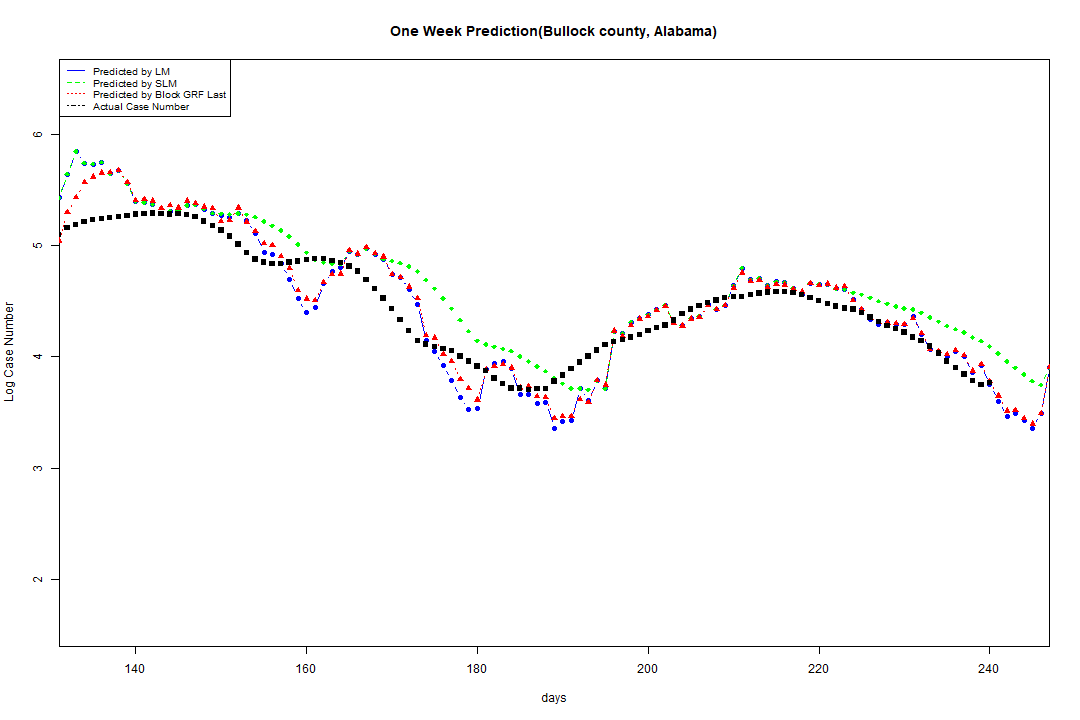 One Week Prediction(Bullock county, Alabama)
Predicted by LM
Predicted by SLM
Predicted by Block GRF Last
Actual Case Number
6
5
4
3
2
Log Case Number
140 160 180 200 220 240
days